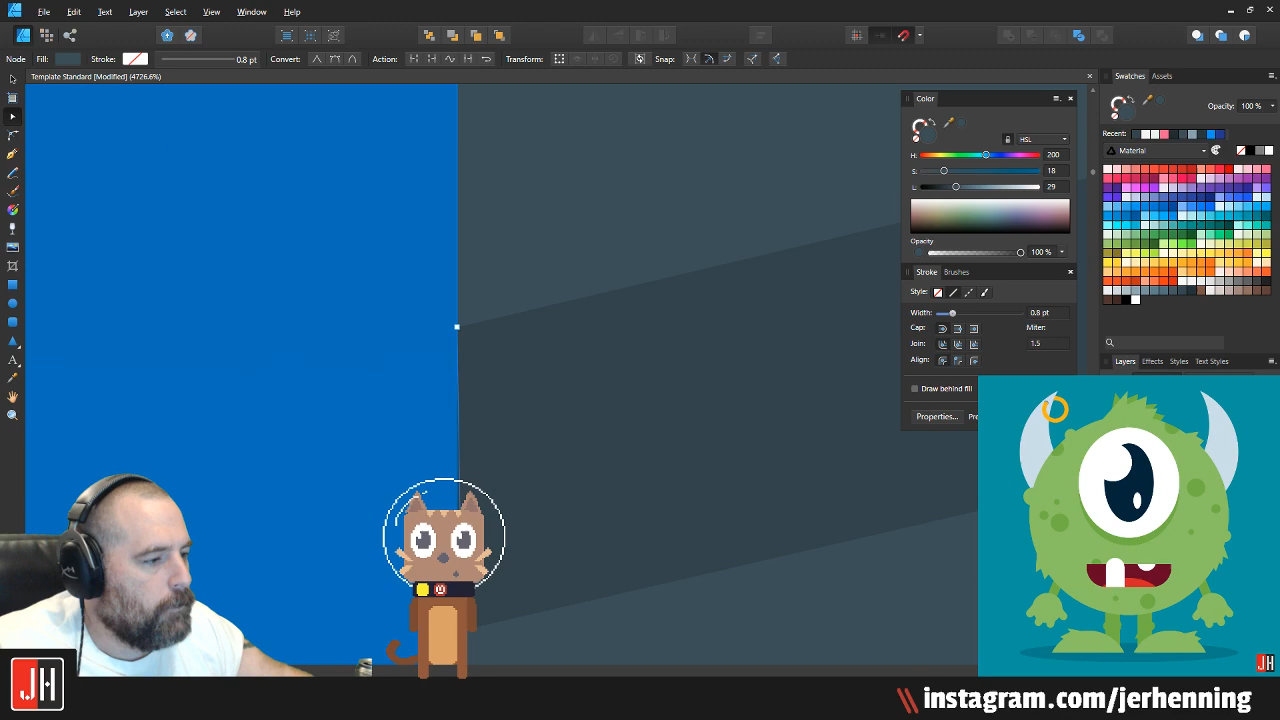 File Edit Text Layer Select View Window Help
Node Fill: Stroke: 0.8 pt Convert: Action: Transform: Snap:
Template Standard [Modified] (4726.6%)
Swatches Assets
Color
Opacity: 100 %
HSL
Recent:
H: 200
Material
S: 18
L: 29
Opacity
100 %
Stroke Brushes
Style:
Width: 0.8 pt
Cap: Miter:
Join: 1.5
Align:
Layers Effects Styles Text Styles
Draw behind fill
Properties...
JH
JH
instagram.com/jerhenning